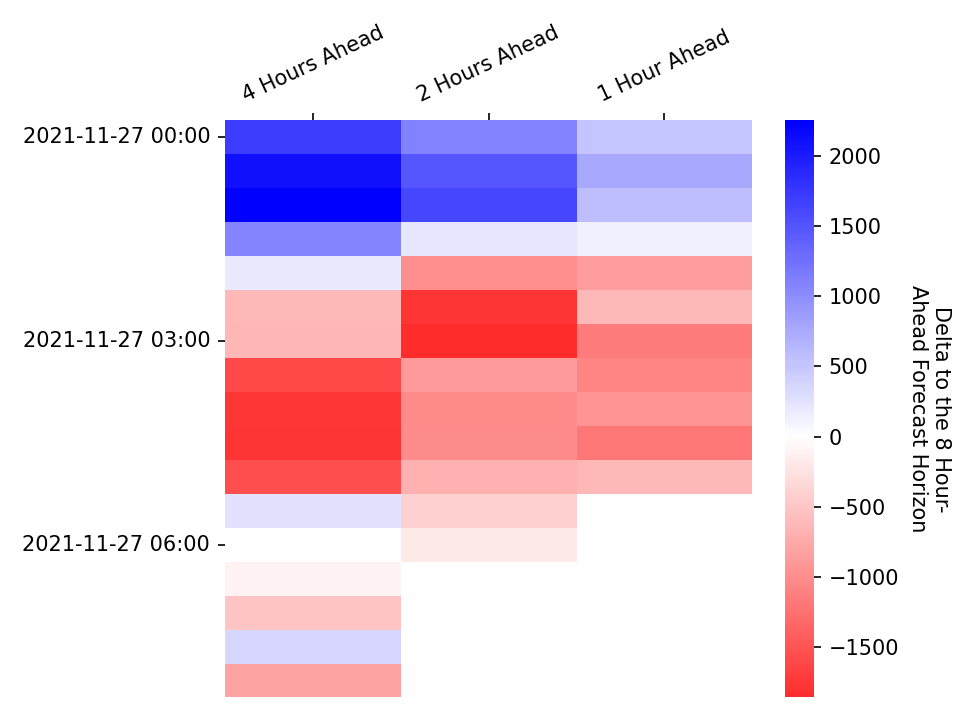 4 Hours Ahead
2 Hours Ahead
1 Hour Ahead
2021-11-27 00:00
2021-11-27 03:00
2021-11-27 06:00
2000
1500
1000
500
0
−500
−1000
−1500
Delta to the 8 Hour-
Ahead Forecast Horizon